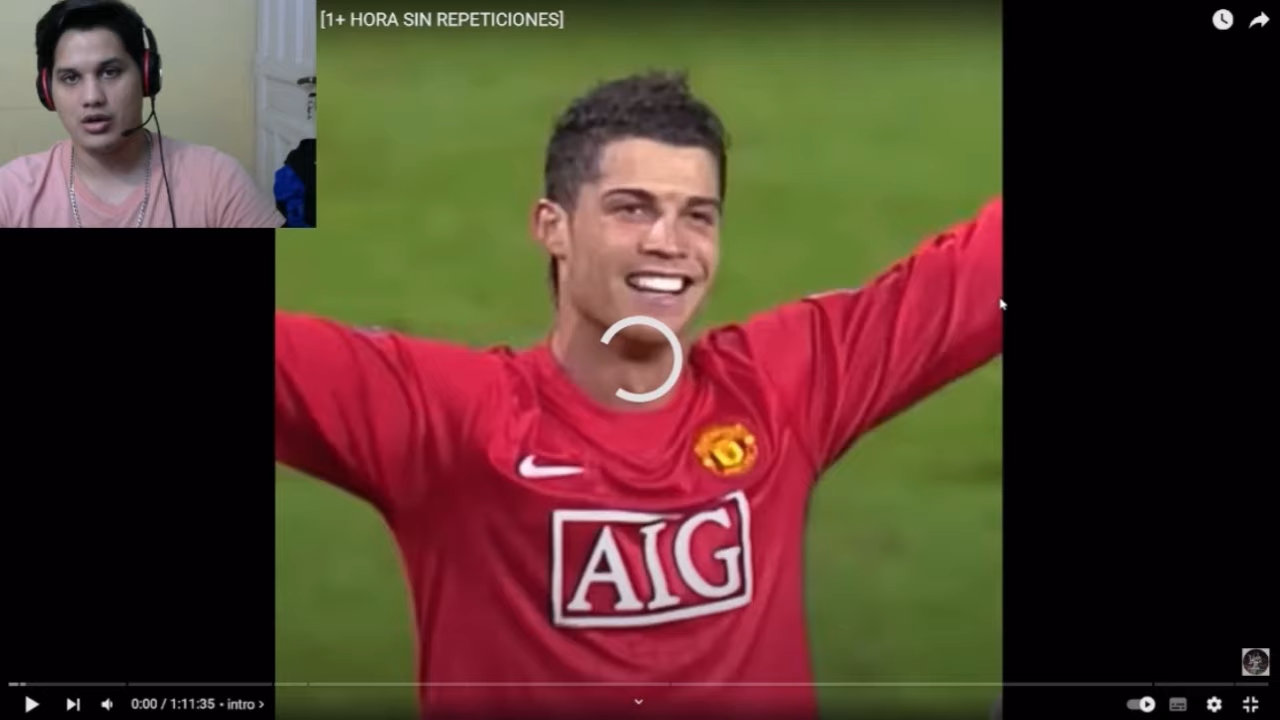 [1+ HORA SIN REPETICIONES]
AIG
0:00 / 1:11:35 • intro ›